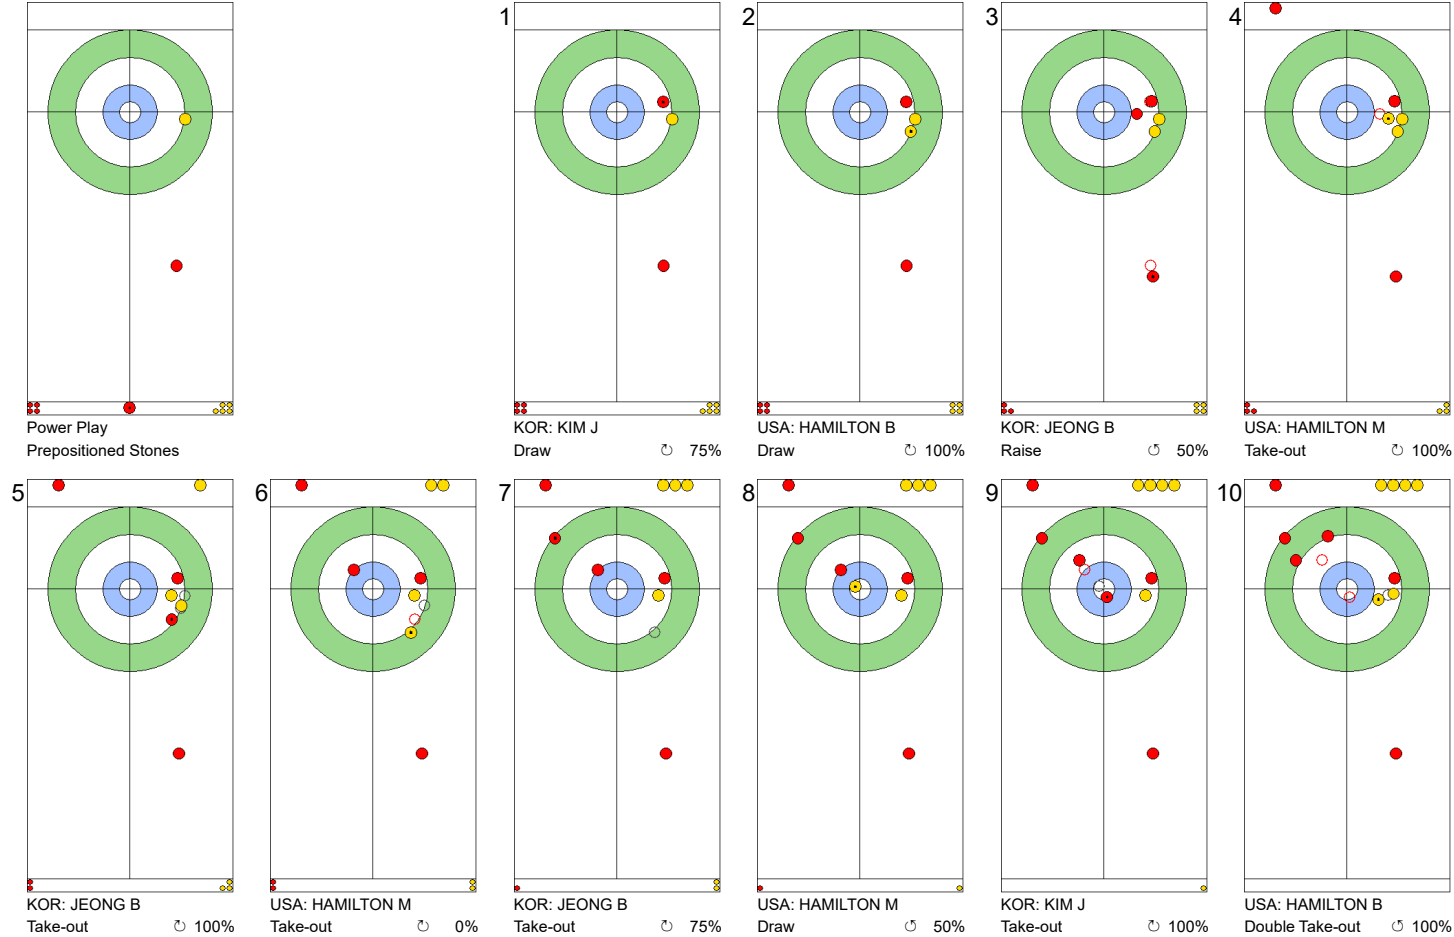 1 2 3 4
Power Play KOR: KIM J USA: HAMILTON B KOR: JEONG B USA: HAMILTON M
Prepositioned Stones Draw ↻ 75% Draw ↻ 100% Raise ↺ 50% Take-out ↻ 100%
5 6 7 8 9 10
KOR: JEONG B USA: HAMILTON M KOR: JEONG B USA: HAMILTON M KOR: KIM J USA: HAMILTON B
Take-out ↻ 100% Take-out ↻ 0% Take-out ↻ 75% Draw ↺ 50% Take-out ↻ 100% Double Take-out ↺ 100%